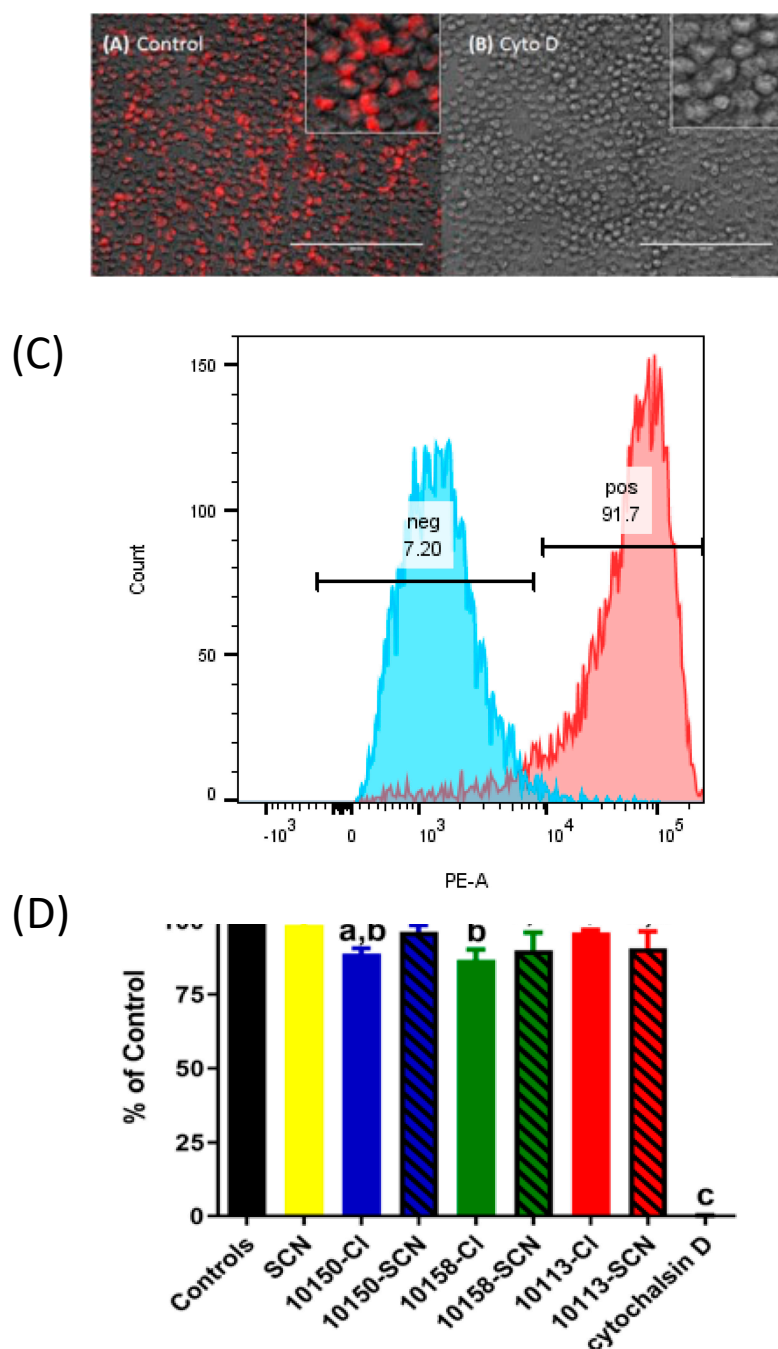 (A) Control
(B) Cyto D
(C)
150
100
50
0
Count
neg
7.20
pos
91.7
-10³
0
10³
10⁴
10⁵
PE-A
(D)
a,b
b
c
75
50
25
0
% of Control
Controls
SCN
10150-Cl
10150-SCN
10158-Cl
10158-SCN
10113-Cl
10113-SCN
cytochalsin D